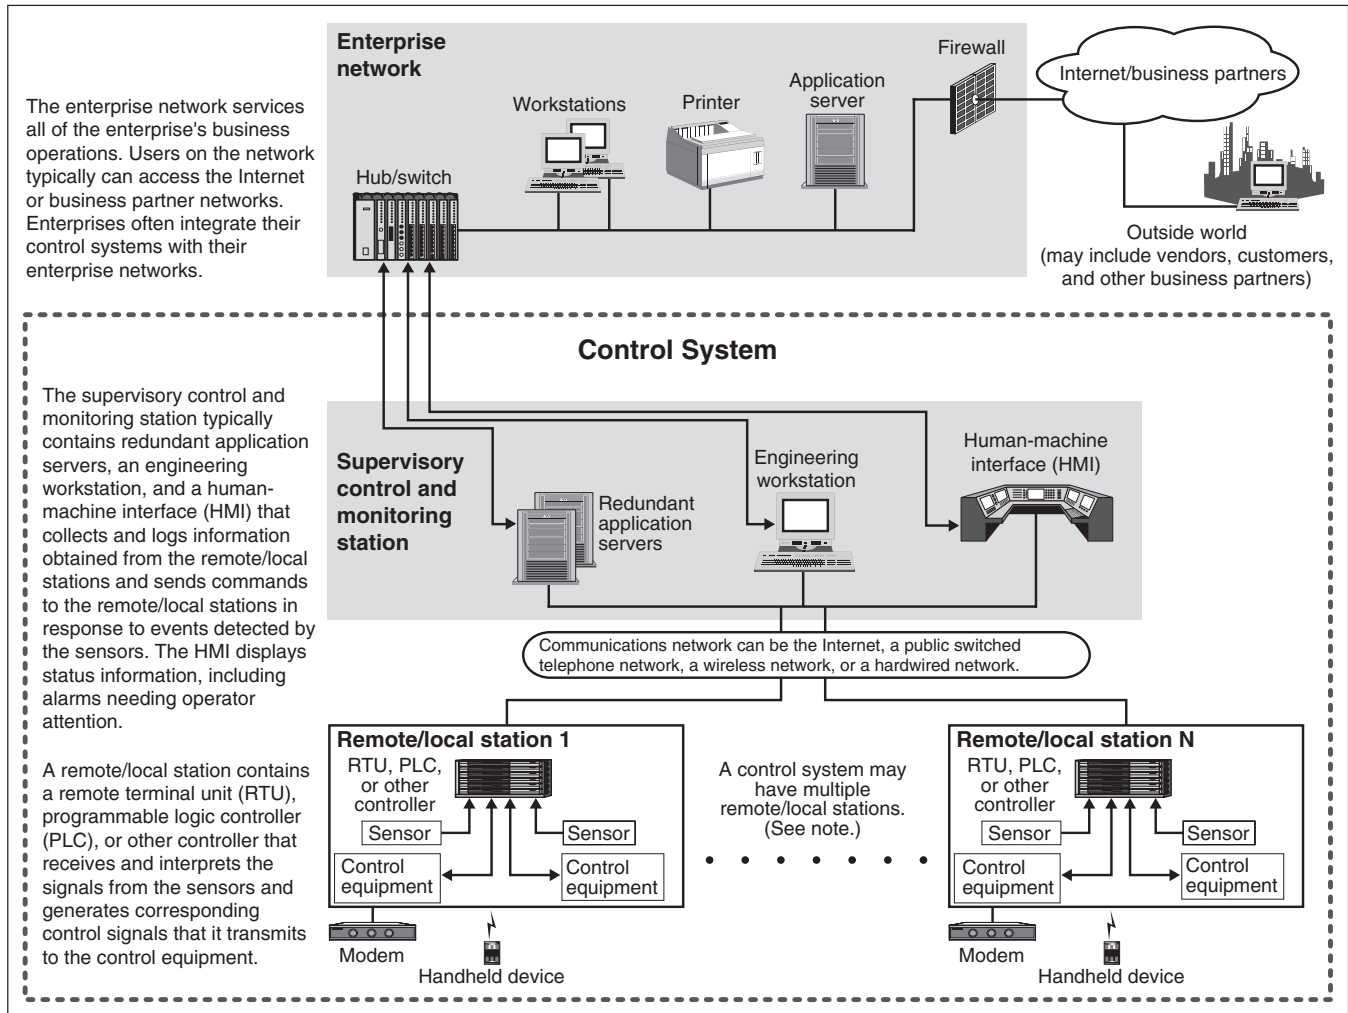 Enterprise
network
Firewall
Internet/business partners
Application
server
Printer
Workstations
Hub/switch
The enterprise network services
all of the enterprise's business
operations. Users on the network
typically can access the Internet
or business partner networks.
Enterprises often integrate their
control systems with their
enterprise networks.
Outside world
(may include vendors, customers,
and other business partners)
Control System
The supervisory control and
monitoring station typically
contains redundant application
servers, an engineering
workstation, and a human-
machine interface (HMI) that
collects and logs information
obtained from the remote/local
stations and sends commands
to the remote/local stations in
response to events detected by
the sensors. The HMI displays
status information, including
alarms needing operator
attention.
Supervisory
control and
monitoring
station
Redundant
application
servers
Engineering
workstation
Human-machine
interface (HMI)
Communications network can be the Internet, a public switched
telephone network, a wireless network, or a hardwired network.
A remote/local station contains
a remote terminal unit (RTU),
programmable logic controller
(PLC), or other controller that
receives and interprets the
signals from the sensors and
generates corresponding
control signals that it transmits
to the control equipment.
Remote/local station 1
RTU, PLC,
or other
controller
Sensor
Sensor
Control
equipment
Control
equipment
Modem
Handheld device
A control system may
have multiple
remote/local stations.
(See note.)
Remote/local station N
RTU, PLC,
or other
controller
Sensor
Sensor
Control
equipment
Control
equipment
Modem
Handheld device